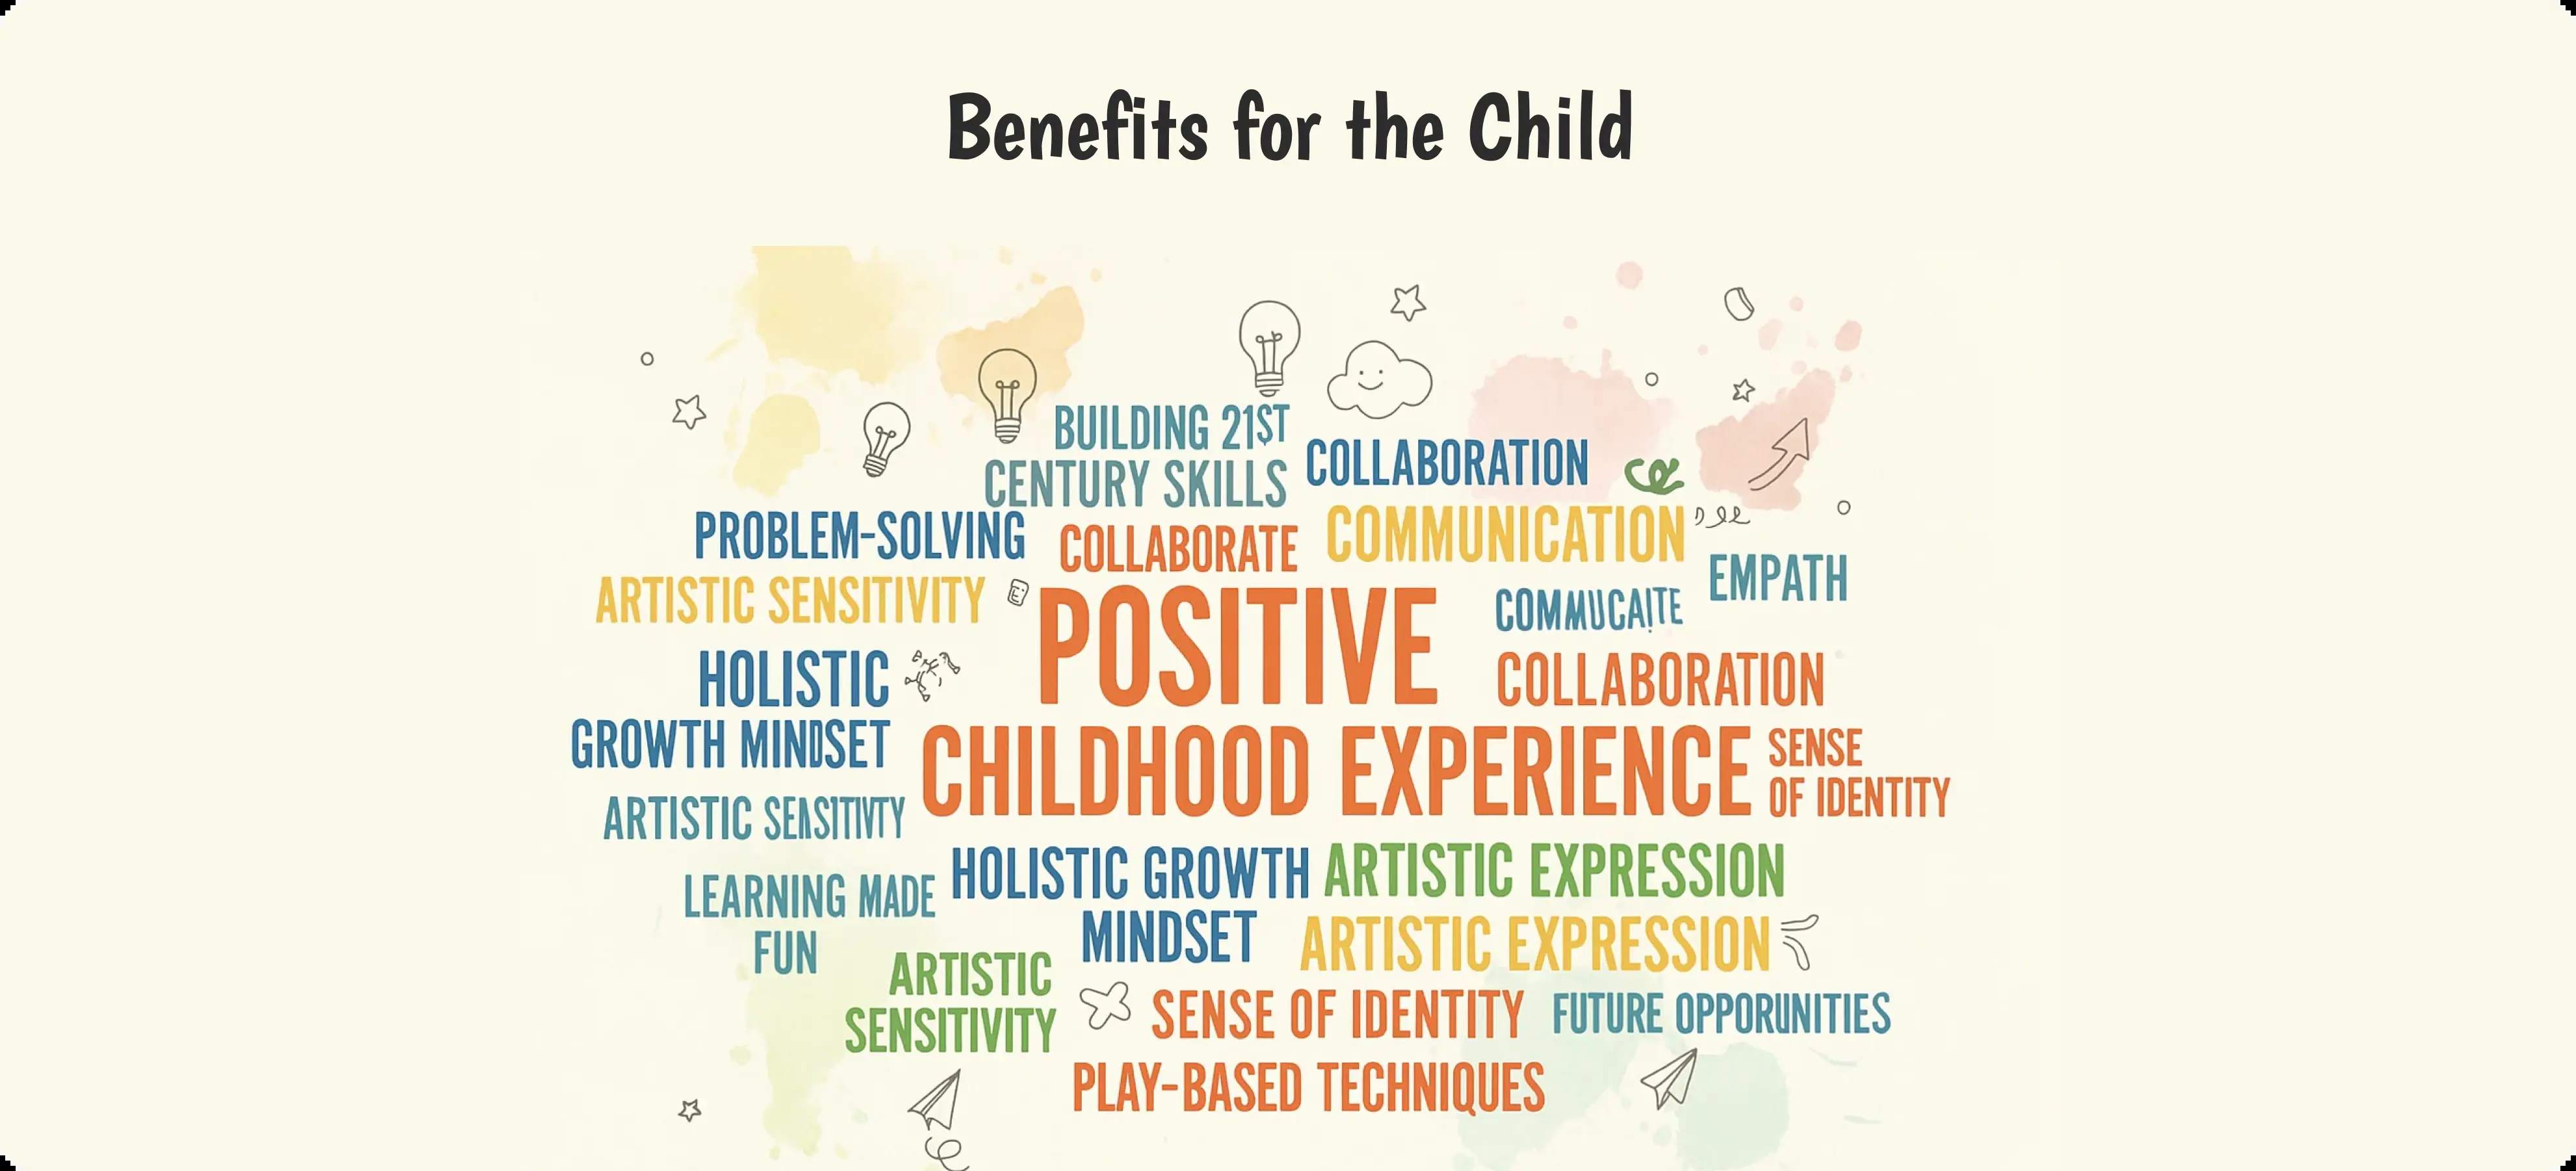 Benefits for the Child
BUILDING 21ST
CENTURY SKILLS
COLLABORATION
PROBLEM-SOLVING
COLLABORATE
COMMUNICATION
EMPATH
ARTISTIC SENSITIVITY
POSITIVE
COMMUCAITE
HOLISTIC
COLLABORATION
GROWTH MINDSET
CHILDHOOD EXPERIENCE
SENSE
OF IDENTITY
ARTISTIC SEASITIVTY
HOLISTIC GROWTH
MINDSET
ARTISTIC EXPRESSION
LEARNING MADE
FUN
ARTISTIC EXPRESSION
ARTISTIC
SENSITIVITY
SENSE OF IDENTITY
FUTURE OPPORUNITIES
PLAY-BASED TECHNIQUES